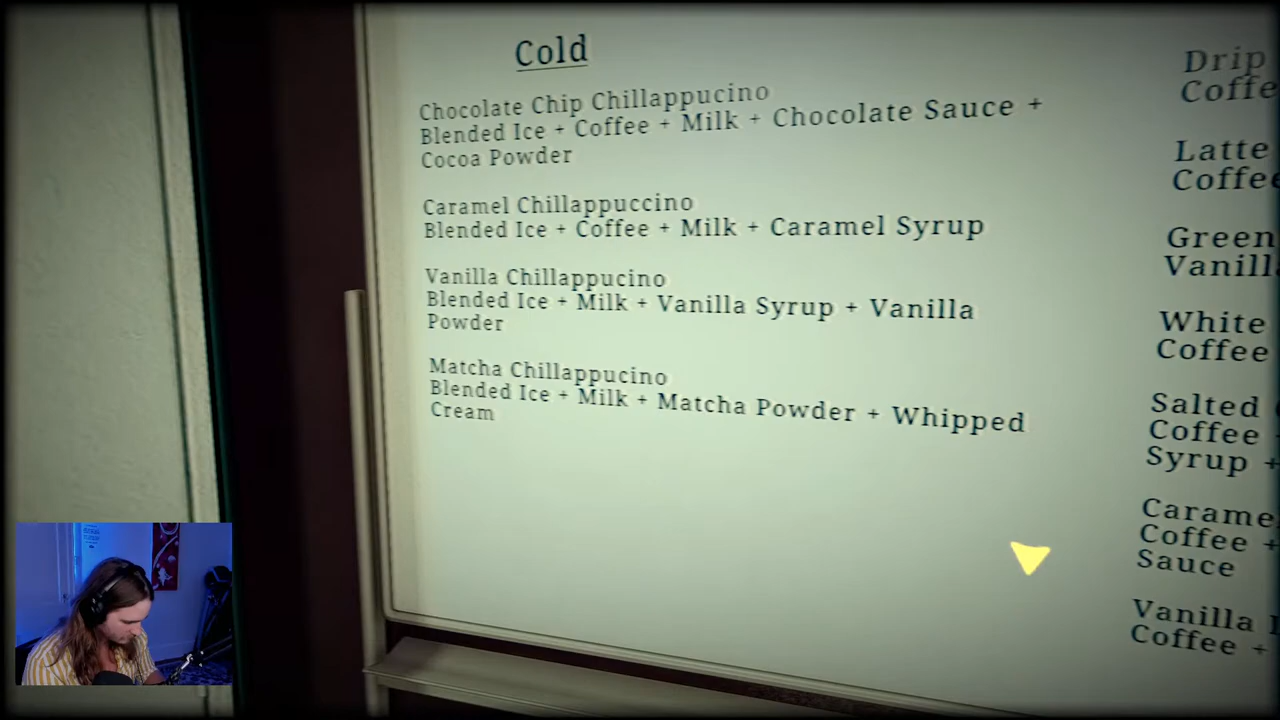 Cold
Chocolate Chip Chillappucino
Blended Ice + Coffee + Milk + Chocolate Sauce +
Cocoa Powder
Caramel Chillappuccino
Blended Ice + Coffee + Milk + Caramel Syrup
Vanilla Chillappucino
Blended Ice + Milk + Vanilla Syrup + Vanilla
Powder
Matcha Chillappucino
Blended Ice + Milk + Matcha Powder + Whipped
Cream
Drip
Latte
Coffee
Green
White
Coffee
Salted
Coffee
Syrup +
Coffee +
Sauce
Vanilla
Coffee +